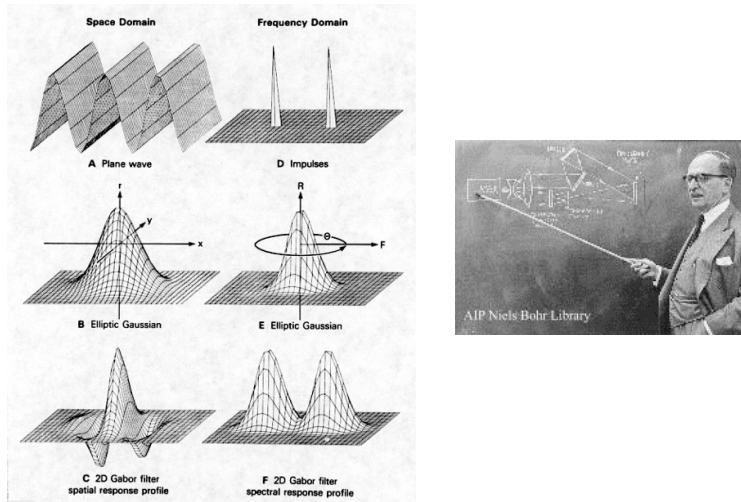 Space Domain
Frequency Domain
A Plane wave
D Impulses
r
y
x
R
Θ
F
B Elliptic Gaussian
E Elliptic Gaussian
C 2D Gabor filter
spatial response profile
F 2D Gabor filter
spectral response profile
LASER
AIP Niels Bohr Library